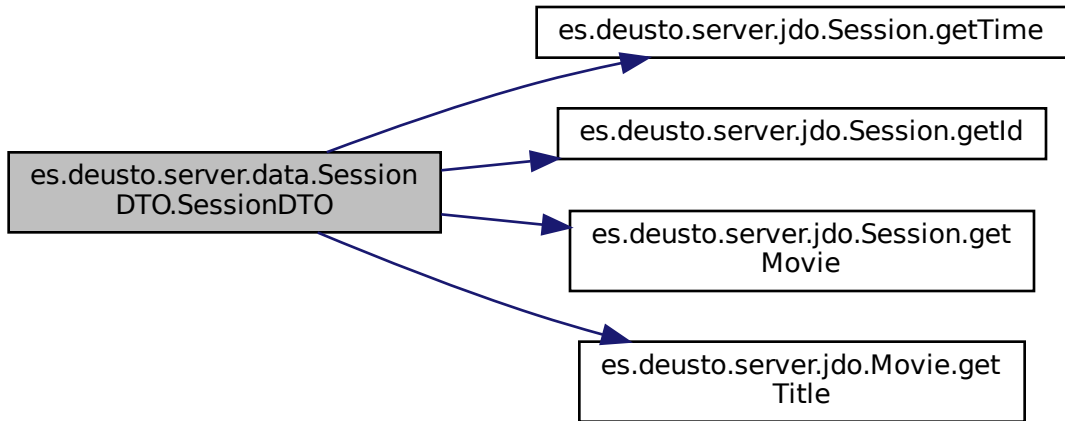 es.deusto.server.data.Session
DTO.SessionDTO
es.deusto.server.jdo.Session.getTime
es.deusto.server.jdo.Session.getId
es.deusto.server.jdo.Session.get
Movie
es.deusto.server.jdo.Movie.get
Title